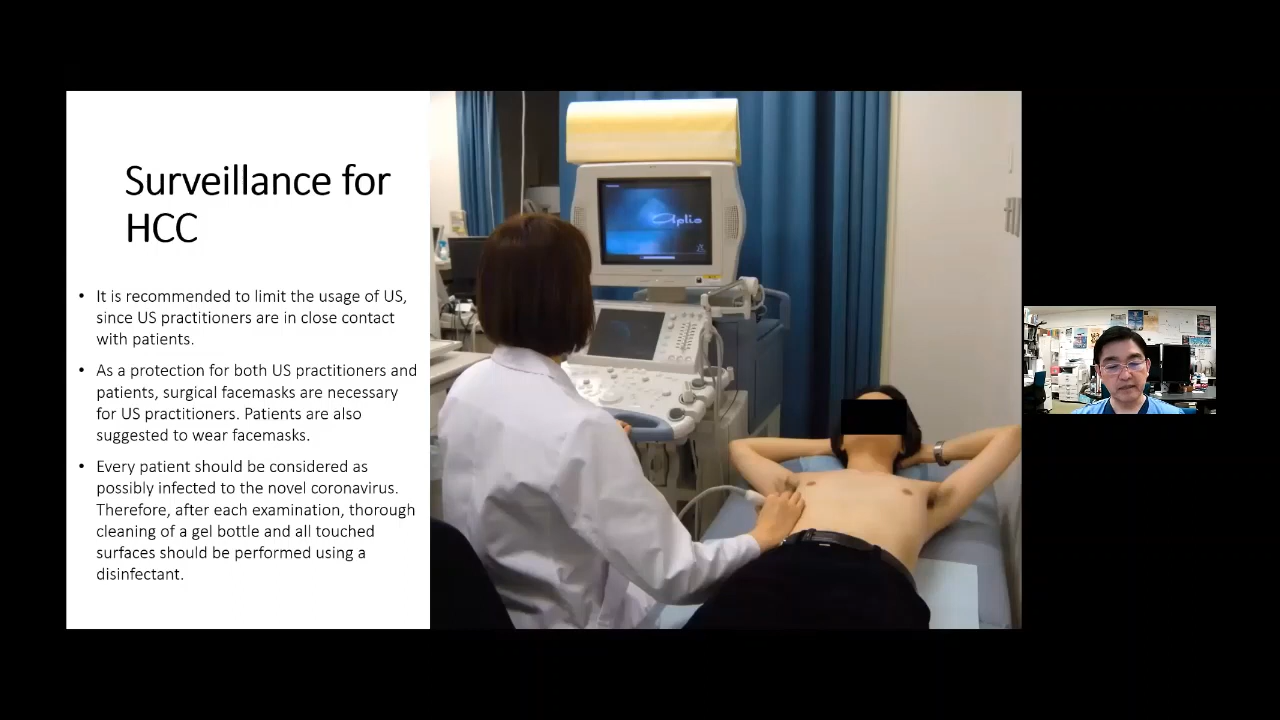 Surveillance for
HCC
• It is recommended to limit the usage of US,
since US practitioners are in close contact
with patients.
• As a protection for both US practitioners and
patients, surgical facemasks are necessary
for US practitioners. Patients are also
suggested to wear facemasks.
• Every patient should be considered as
possibly infected to the novel coronavirus.
Therefore, after each examination, thorough
cleaning of a gel bottle and all touched
surfaces should be performed using a
disinfectant.
Aplio